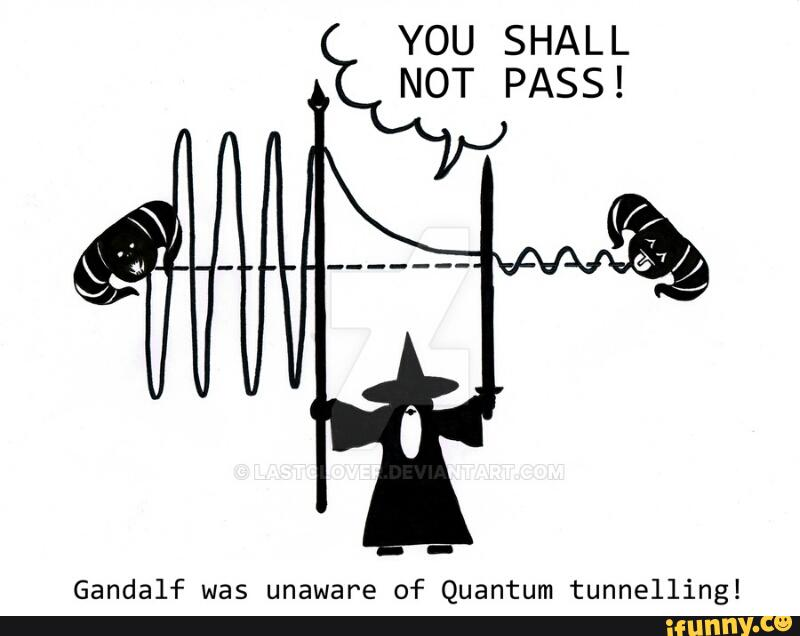 YOU SHALL
NOT PASS!
© LASTCLOVER.DEVIANTART.COM
Gandalf was unaware of Quantum tunnelling!
ifunny.co